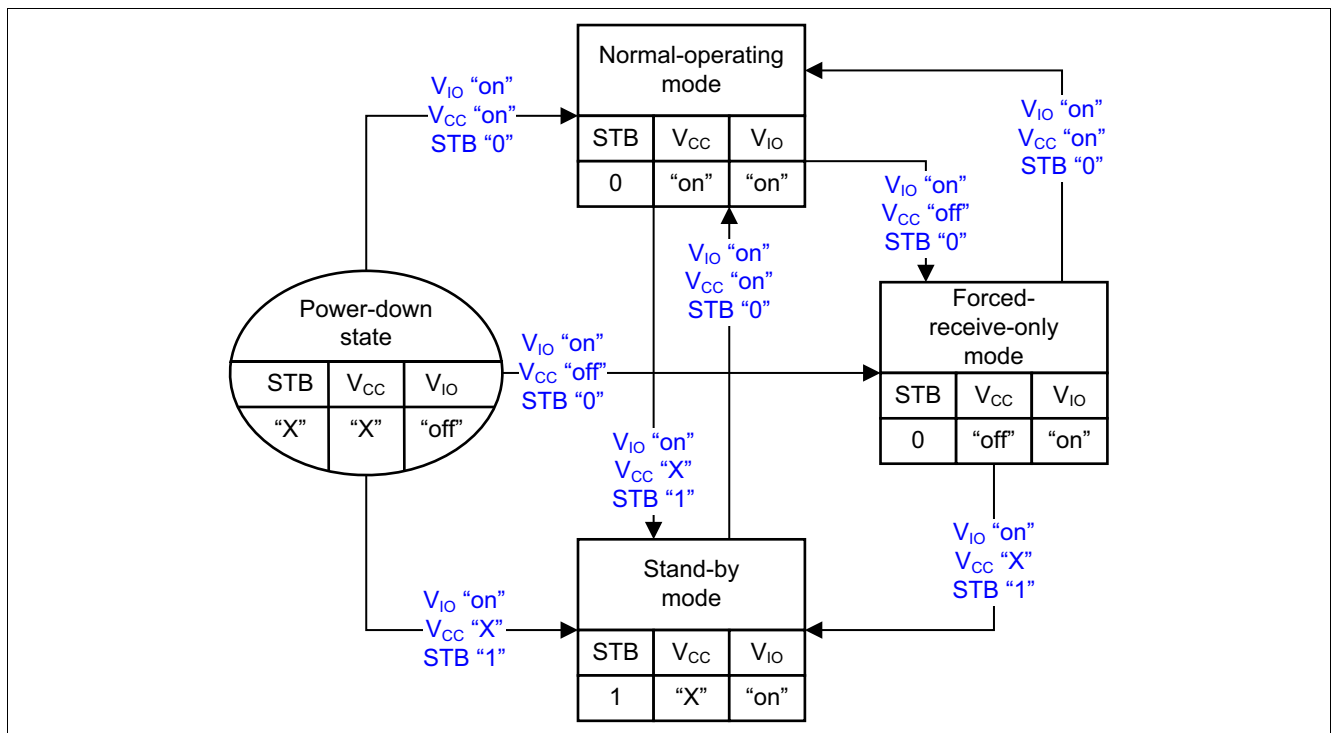 Normal-operating
mode
STB VCC VIO
0 “on” “on”
VIO “on”
VCC “on”
STB “0”
VIO “on”
VCC “on”
STB “0”
VIO “on”
VCC “off”
STB “0”
VIO “on”
VCC “on”
STB “0”
Power-down
state
STB VCC VIO
“X” “X” “off”
VIO “on”
VCC “off”
STB “0”
Forced-
receive-only
mode
STB VCC VIO
0 “off” “on”
VIO “on”
VCC “X”
STB “1”
VIO “on”
VCC “X”
STB “1”
VIO “on”
VCC “X”
STB “1”
Stand-by
mode
STB VCC VIO
1 “X” “on”